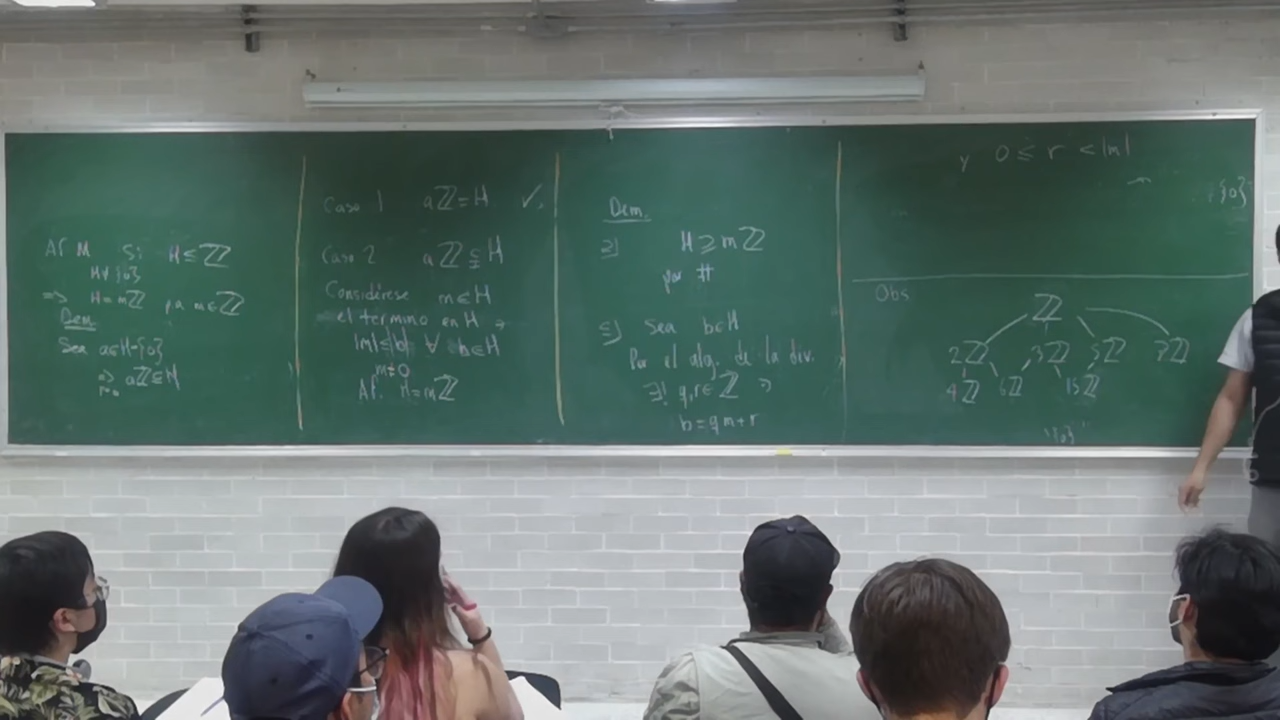 Af M Si H ≤ ℤ
H≠{0}
⇒ H=mℤ p.a m∈ℤ
Dem.
Sea a∈H-{0}
⇒ aℤ⊆H
Caso 1 aℤ=H ✓
Caso 2 aℤ⊊H
Considérese m∈H
el termino en H ∋
|m|≤|b| ∀ b∈H
m≠0
Af. H=mℤ
Dem.
⊇] H⊇mℤ
por #
⊆] Sea b∈H
Por el alg. de la div.
∃! q,r∈ℤ ∋
b=qm+r
y 0≤r<|m|
{0}
Obs
ℤ
2ℤ 3ℤ 5ℤ 7ℤ
4ℤ 6ℤ 15ℤ
"{0}"